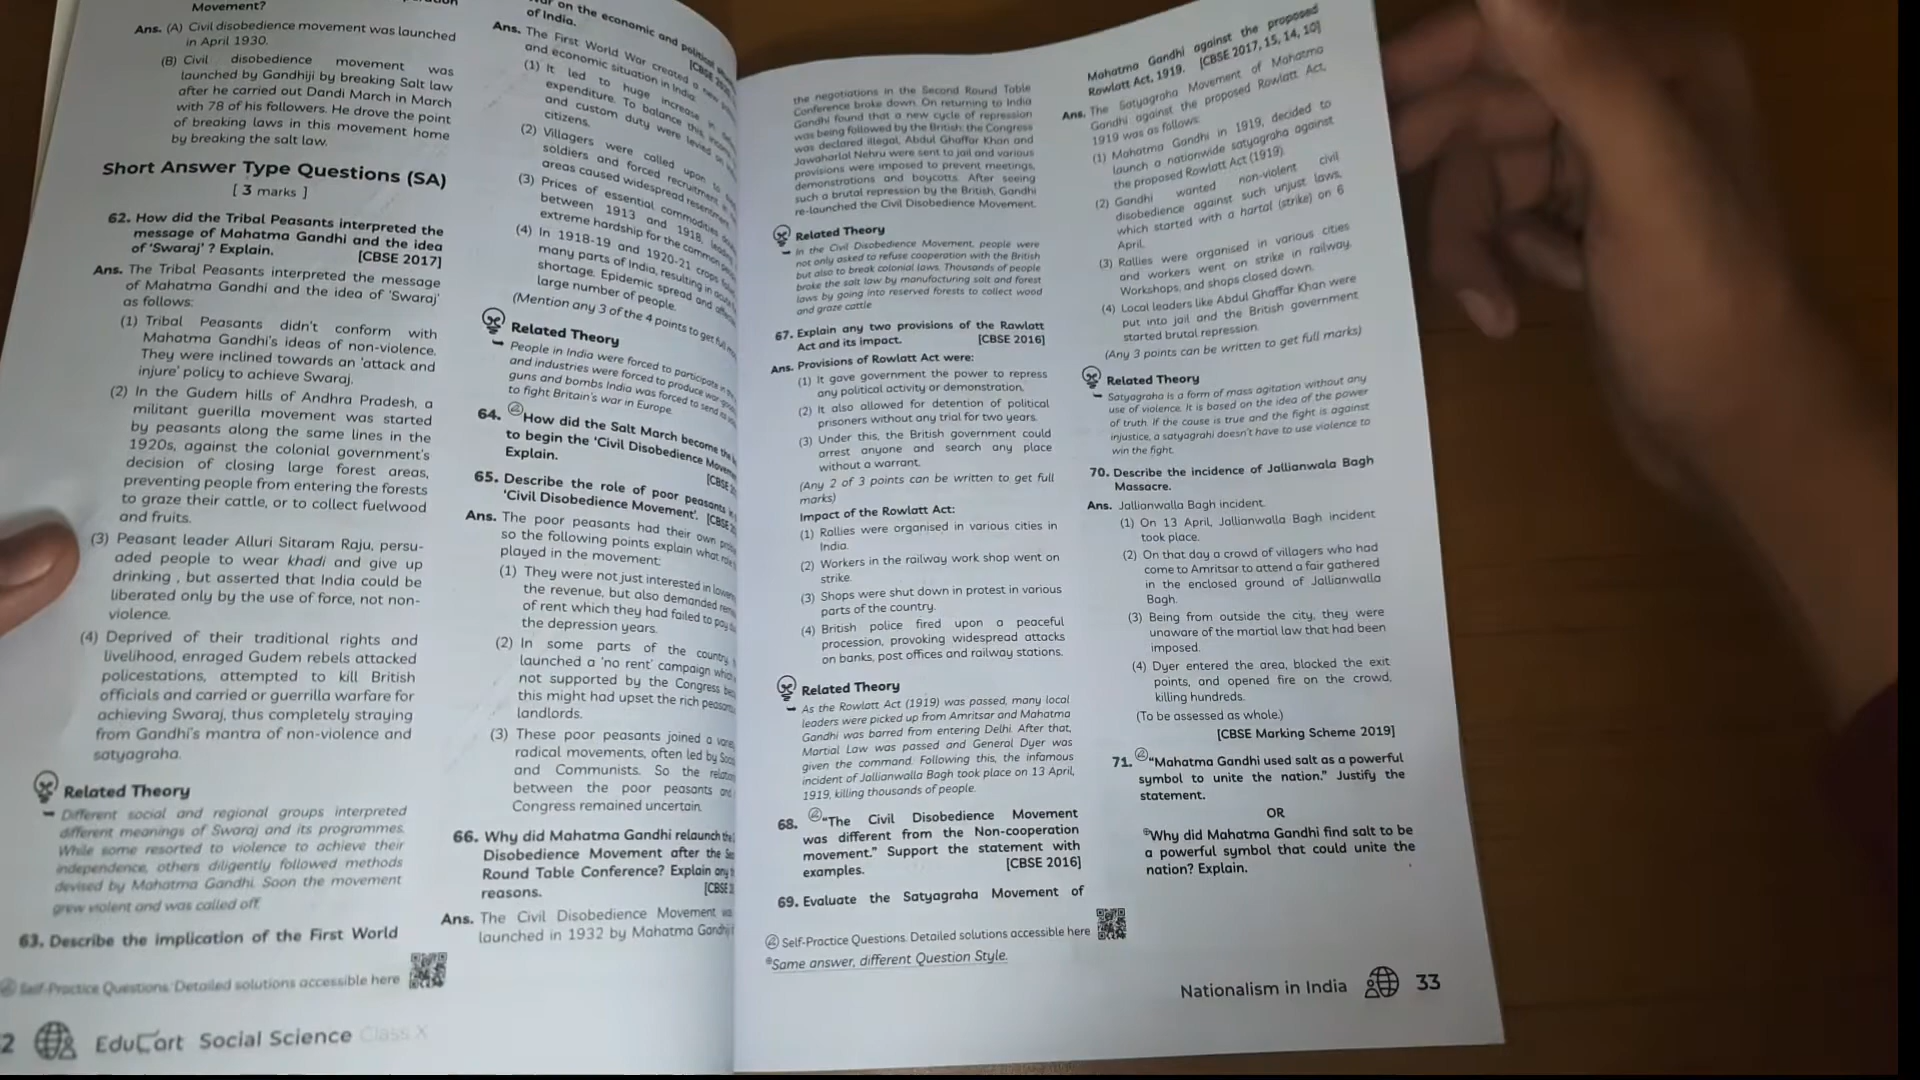 Movement?
Ans. (A) Civil disobedience movement was launched
in April 1930.
(B) Civil disobedience movement was
launched by Gandhiji by breaking Salt law
after he carried out Dandi March in March
with 78 of his followers. He drove the point
of breaking laws in this movement home
by breaking the salt law.
Short Answer Type Questions (SA)
[ 3 marks ]
62. How did the Tribal Peasants interpreted the
message of Mahatma Gandhi and the idea
of 'Swaraj' ? Explain. [CBSE 2017]
Ans. The Tribal Peasants interpreted the message
of Mahatma Gandhi and the idea of 'Swaraj'
as follows:
(1) Tribal Peasants didn't conform with
Mahatma Gandhi's ideas of non-violence.
They were inclined towards an 'attack and
injure' policy to achieve Swaraj.
(2) In the Gudem hills of Andhra Pradesh, a
militant guerilla movement was started
by peasants along the same lines in the
1920s, against the colonial government's
decision of closing large forest areas,
preventing people from entering the forests
to graze their cattle, or to collect fuelwood
and fruits.
(3) Peasant leader Alluri Sitaram Raju, persu-
aded people to wear khadi and give up
drinking , but asserted that India could be
liberated only by the use of force, not non-
violence.
(4) Deprived of their traditional rights and
livelihood, enraged Gudem rebels attacked
policestations, attempted to kill British
officials and carried or guerrilla warfare for
achieving Swaraj, thus completely straying
from Gandhi's mantra of non-violence and
satyagraha.
Related Theory
Different social and regional groups interpreted
different meanings of Swaraj and its programmes.
While some resorted to violence to achieve their
independence, others diligently followed methods
devised by Mahatma Gandhi. Soon the movement
grew violent and was called off.
63. Describe the implication of the First World
Self-Practice Questions. Detailed solutions accessible here
2 EduCart Social Science Class X
War on the economic and political
of India. [CBSE
Ans. The First World War created a new
and economic situation in India:
(1) It led to huge increase in
expenditure. To balance this,
and custom duty were levied on
citizens.
(2) Villagers were called upon to
soldiers and forced recruitment
areas caused widespread resentment.
(3) Prices of essential commodities
between 1913 and 1918, leading
extreme hardship for the common
(4) In 1918-19 and 1920-21 crops
many parts of India, resulting in acute
shortage. Epidemic spread and
large number of people.
(Mention any 3 of the 4 points to get full
Related Theory
People in India were forced to participate in
and industries were forced to produce war
guns and bombs India was forced to send
to fight Britain's war in Europe.
64. How did the Salt March become the
to begin the 'Civil Disobedience
Explain. [CBSE
65. Describe the role of poor peasants
'Civil Disobedience Movement'. [CBSE
Ans. The poor peasants had their own
so the following points explain what
played in the movement:
(1) They were not just interested in
the revenue, but also demanded
of rent which they had failed to pay
the depression years.
(2) In some parts of the country
launched a 'no rent' campaign
not supported by the Congress
this might had upset the rich
landlords.
(3) These poor peasants joined a
radical movements, often led by
and Communists. So the
between the poor peasants and
Congress remained uncertain.
66. Why did Mahatma Gandhi relaunch the
Disobedience Movement after the
Round Table Conference? Explain any
reasons. [CBSE
Ans. The Civil Disobedience Movement
launched in 1932 by Mahatma Gandhi
the negotiations in the Second Round Table
Conference broke down. On returning to India
Gandhi found that a new cycle of repression
was being followed by the British: the Congress
was declared illegal, Abdul Ghaffar Khan and
Jawaharlal Nehru were sent to jail and various
provisions were imposed to prevent meetings,
demonstrations and boycotts. After seeing
such a brutal repression by the British, Gandhi
re-launched the Civil Disobedience Movement.
Related Theory
In the Civil Disobedience Movement, people were
not only asked to refuse cooperation with the British
but also to break colonial laws. Thousands of people
broke the salt law by manufacturing salt and forest
laws by going into reserved forests to collect wood
and graze cattle
67. Explain any two provisions of the Rawlatt
Act and its impact. [CBSE 2016]
Ans. Provisions of Rowlatt Act were:
(1) It gave government the power to repress
any political activity or demonstration.
(2) It also allowed for detention of political
prisoners without any trial for two years.
(3) Under this, the British government could
arrest anyone and search any place
without a warrant.
(Any 2 of 3 points can be written to get full
marks)
Impact of the Rowlatt Act:
(1) Rallies were organised in various cities in
India.
(2) Workers in the railway work shop went on
strike.
(3) Shops were shut down in protest in various
parts of the country.
(4) British police fired upon a peaceful
procession, provoking widespread attacks
on banks, post offices and railway stations.
Related Theory
As the Rowlatt Act (1919) was passed, many local
leaders were picked up from Amritsar and Mahatma
Gandhi was barred from entering Delhi. After that,
Martial Law was passed and General Dyer was
given the command. Following this, the infamous
incident of Jallianwalla Bagh took place on 13 April,
1919, killing thousands of people.
68. "The Civil Disobedience Movement
was different from the Non-cooperation
movement." Support the statement with
examples. [CBSE 2016]
69. Evaluate the Satyagraha Movement of
Self-Practice Questions. Detailed solutions accessible here
*Same answer, different Question Style.
Mahatma Gandhi against the proposed
Rowlatt Act, 1919. [CBSE 2017, 15, 14, 10]
Ans. The Satyagraha Movement of Mahatma
Gandhi against the proposed Rowlatt Act,
1919 was as follows:
(1) Mahatma Gandhi in 1919, decided to
launch a nationwide satyagraha against
the proposed Rowlatt Act (1919).
(2) Gandhi wanted non-violent civil
disobedience against such unjust laws,
which started with a hartal (strike) on 6
April.
(3) Rallies were organised in various cities
and workers went on strike in railway.
Workshops, and shops closed down.
(4) Local leaders like Abdul Ghaffar Khan were
put into jail and the British government
started brutal repression.
(Any 3 points can be written to get full marks)
Related Theory
Satyagraha is a form of mass agitation without any
use of violence. It is based on the idea of the power
of truth. If the cause is true and the fight is against
injustice, a satyagrahi doesn't have to use violence to
win the fight.
70. Describe the incidence of Jallianwala Bagh
Massacre.
Ans. Jallianwalla Bagh incident.
(1) On 13 April, Jallianwalla Bagh incident
took place.
(2) On that day a crowd of villagers who had
come to Amritsar to attend a fair gathered
in the enclosed ground of Jallianwalla
Bagh.
(3) Being from outside the city, they were
unaware of the martial law that had been
imposed.
(4) Dyer entered the area, blocked the exit
points, and opened fire on the crowd,
killing hundreds.
(To be assessed as whole.)
[CBSE Marking Scheme 2019]
71. "Mahatma Gandhi used salt as a powerful
symbol to unite the nation." Justify the
statement.
OR
*Why did Mahatma Gandhi find salt to be
a powerful symbol that could unite the
nation? Explain.
Nationalism in India 33